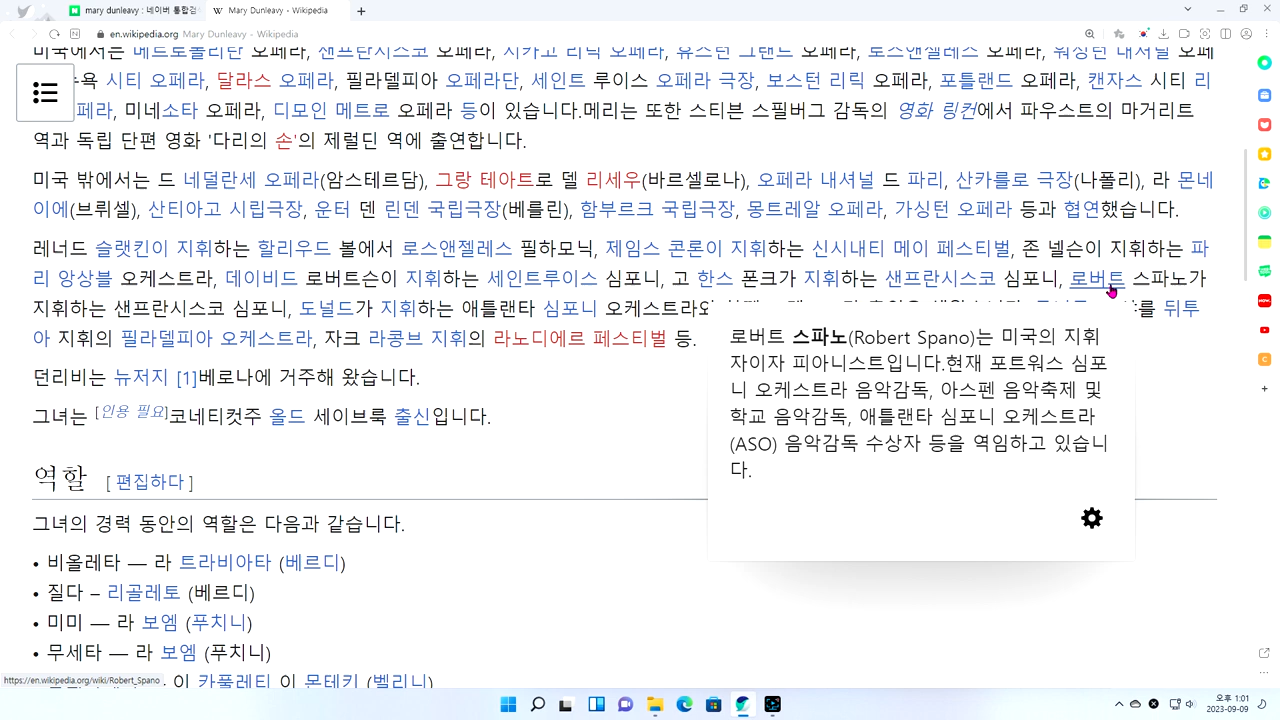 mary dunleavy : 네이버 통합검
Mary Dunleavy - Wikipedia
en.wikipedia.org Mary Dunleavy - Wikipedia
미국에서는 메트로폴리탄 오페라, 샌프란시스코 오페라, 시카고 리릭 오페라, 휴스턴 그랜드 오페라, 로스앤젤레스 오페라, 워싱턴 내셔널 오페
욕 시티 오페라, 달라스 오페라, 필라델피아 오페라단, 세인트 루이스 오페라 극장, 보스턴 리릭 오페라, 포틀랜드 오페라, 캔자스 시티 리
페라, 미네소타 오페라, 디모인 메트로 오페라 등이 있습니다.메리는 또한 스티븐 스필버그 감독의 영화 링컨에서 파우스트의 마거리트
역과 독립 단편 영화 '다리의 손'의 제럴딘 역에 출연합니다.
미국 밖에서는 드 네덜란세 오페라(암스테르담), 그랑 테아트로 델 리세우(바르셀로나), 오페라 내셔널 드 파리, 산카를로 극장(나폴리), 라 몬네
이에(브뤼셀), 산티아고 시립극장, 운터 덴 린덴 국립극장(베를린), 함부르크 국립극장, 몽트레알 오페라, 가싱턴 오페라 등과 협연했습니다.
레너드 슬랫킨이 지휘하는 할리우드 볼에서 로스앤젤레스 필하모닉, 제임스 콘론이 지휘하는 신시내티 메이 페스티벌, 존 넬슨이 지휘하는 파
리 앙상블 오케스트라, 데이비드 로버트슨이 지휘하는 세인트루이스 심포니, 고 한스 폰크가 지휘하는 샌프란시스코 심포니, 로버트 스파노가
지휘하는 샌프란시스코 심포니, 도널드가 지휘하는 애틀랜타 심포니 오케스트라와 를 뒤투
아 지휘의 필라델피아 오케스트라, 자크 라콩브 지휘의 라노디에르 페스티벌 등.
로버트 스파노(Robert Spano)는 미국의 지휘
자이자 피아니스트입니다.현재 포트워스 심포
니 오케스트라 음악감독, 아스펜 음악축제 및
학교 음악감독, 애틀랜타 심포니 오케스트라
(ASO) 음악감독 수상자 등을 역임하고 있습니
다.
던리비는 뉴저지 [1]베로나에 거주해 왔습니다.
그녀는 [인용 필요]코네티컷주 올드 세이브룩 출신입니다.
역할 [ 편집하다 ]
그녀의 경력 동안의 역할은 다음과 같습니다.
• 비올레타 — 라 트라비아타 (베르디)
• 질다 – 리골레토 (베르디)
• 미미 — 라 보엠 (푸치니)
• 무세타 — 라 보엠 (푸치니)
이 카풀레티 이 몬테키 (벨리니)
https://en.wikipedia.org/wiki/Robert_Spano
오후 1:01
2023-09-09